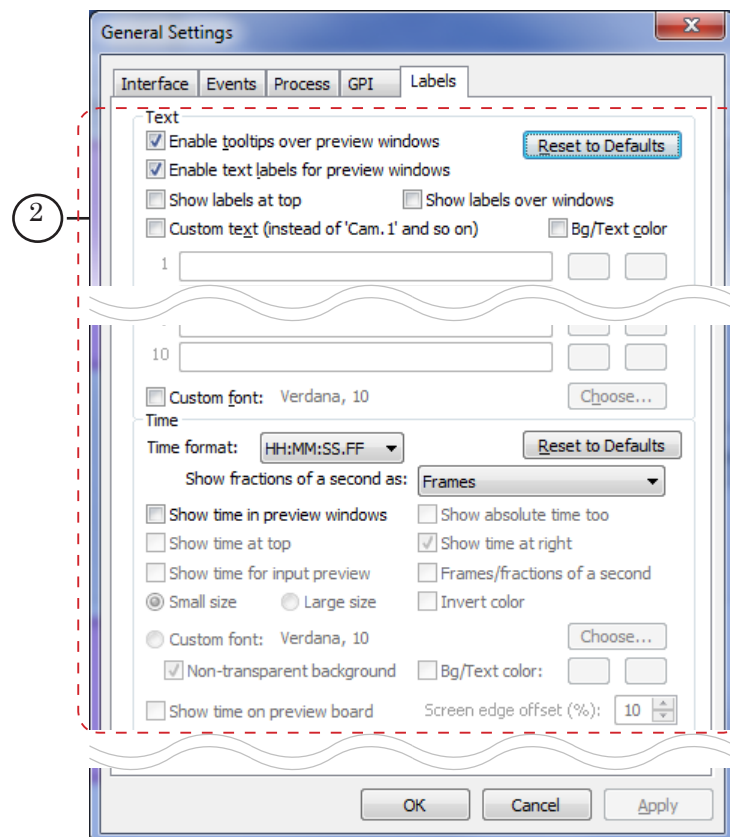 General Settings
Interface Events Process GPI Labels
Text
Enable tooltips over preview windows Reset to Defaults
Enable text labels for preview windows
Show labels at top Show labels over windows
2
Custom text (instead of 'Cam.1' and so on) Bg/Text color
1
10
Custom font: Verdana, 10 Choose...
Time
Time format: HH:MM:SS.FF Reset to Defaults
Show fractions of a second as: Frames
Show time in preview windows Show absolute time too
Show time at top Show time at right
Show time for input preview Frames/fractions of a second
Small size Large size Invert color
Custom font: Verdana, 10 Choose...
Non-transparent background Bg/Text color:
Show time on preview board Screen edge offset (%): 10
OK Cancel Apply